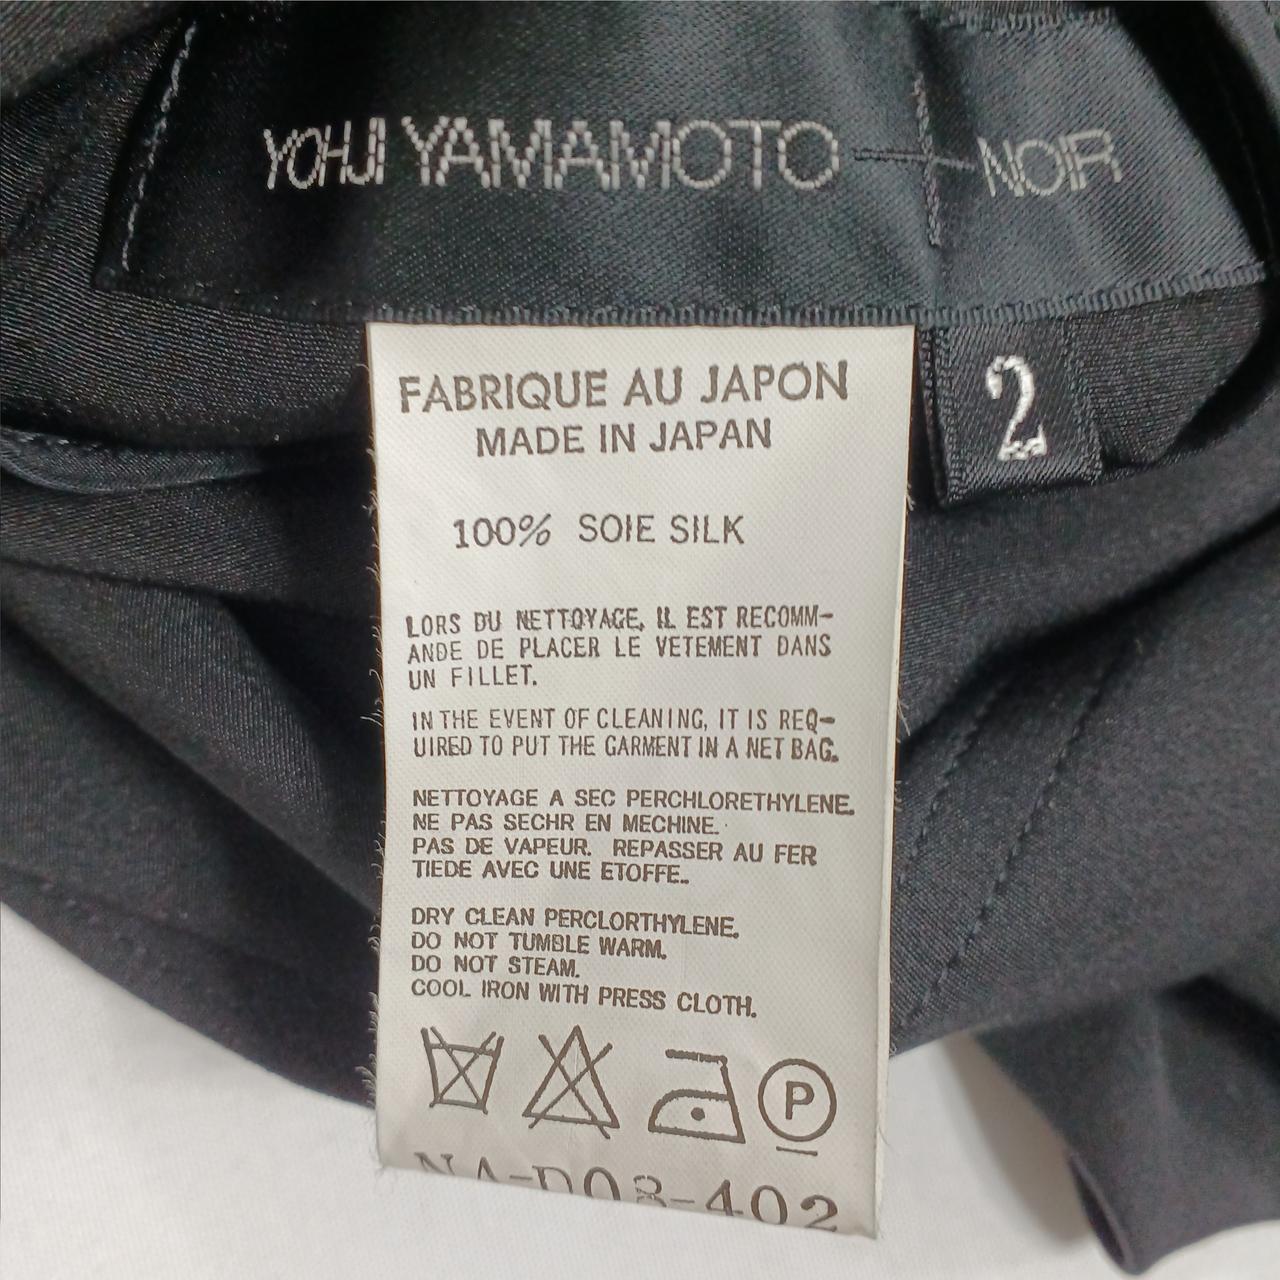 YOHJI YAMAMOTO + NOIR
2
FABRIQUE AU JAPON
MADE IN JAPAN
100% SOIE SILK
LORS DU NETTOYAGE, IL EST RECOMM-
ANDE DE PLACER LE VETEMENT DANS
UN FILLET.
IN THE EVENT OF CLEANING, IT IS REQ-
UIRED TO PUT THE GARMENT IN A NET BAG.
NETTOYAGE A SEC PERCHLORETHYLENE.
NE PAS SECHR EN MECHINE.
PAS DE VAPEUR. REPASSER AU FER
TIEDE AVEC UNE ETOFFE.
DRY CLEAN PERCLORTHYLENE.
DO NOT TUMBLE WARM.
DO NOT STEAM.
COOL IRON WITH PRESS CLOTH.
P
NA-D03-402